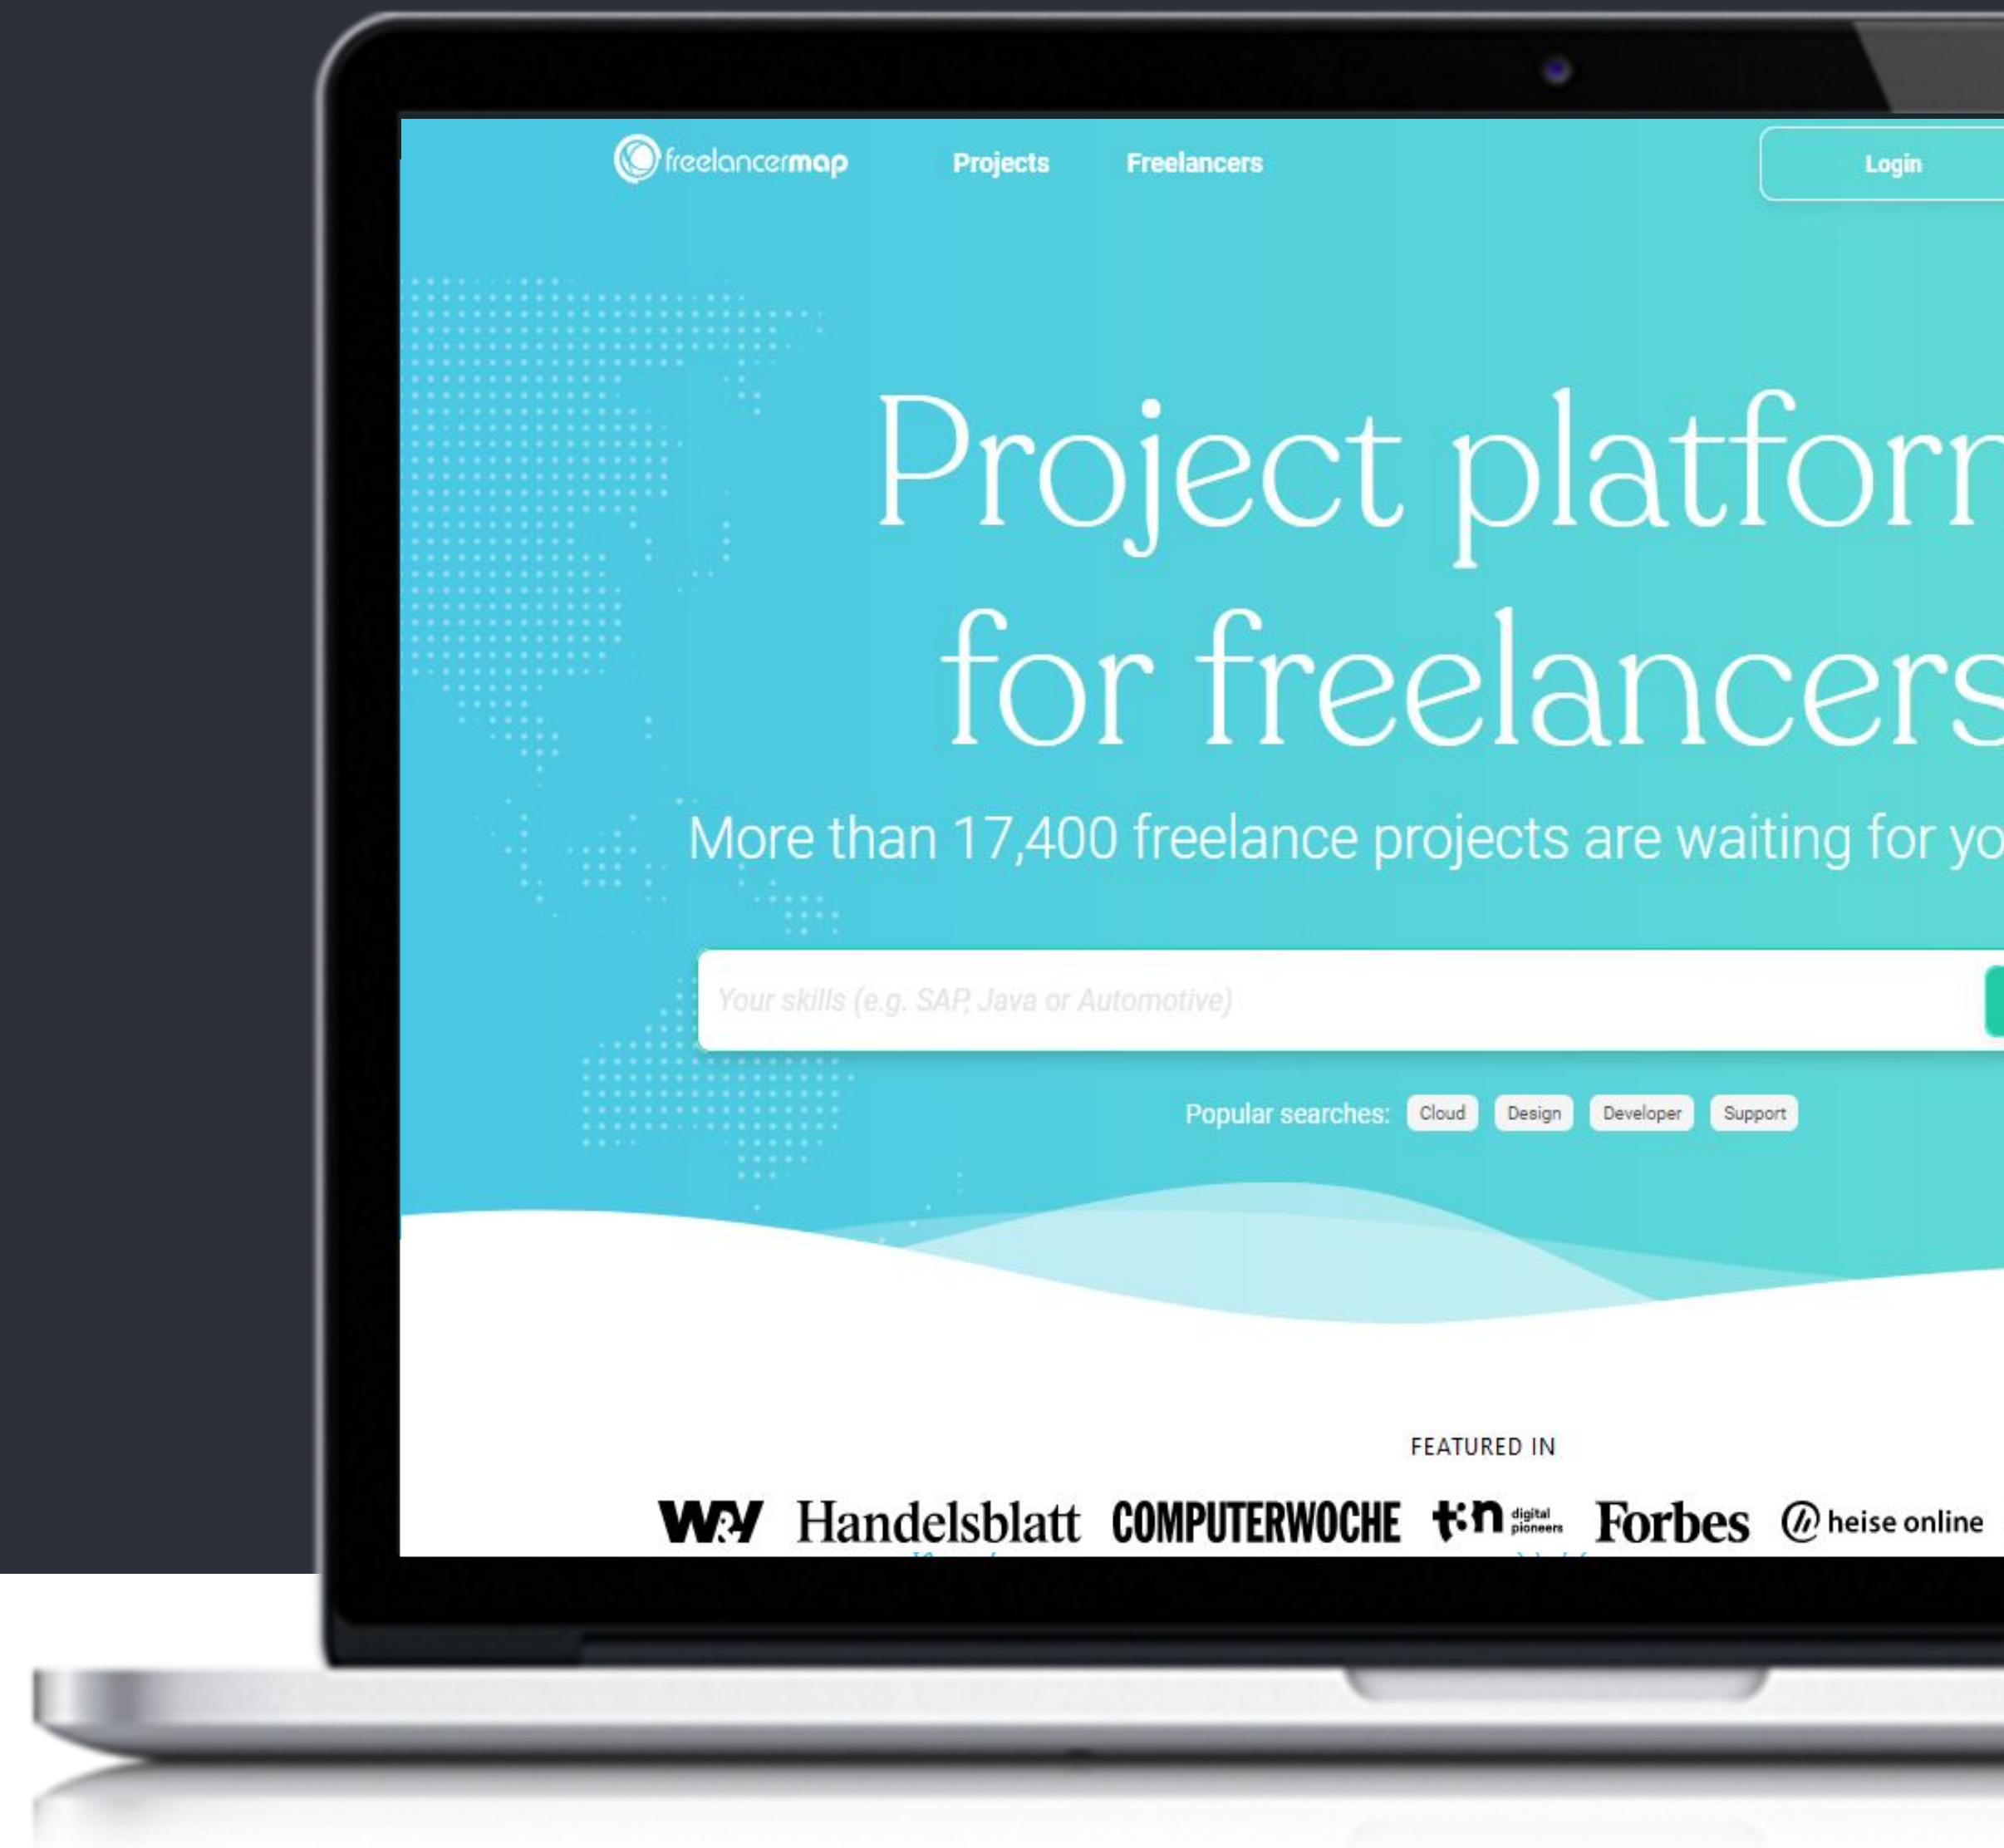 freelancermap Projects Freelancers Login
Project platform
for freelancers
More than 17,400 freelance projects are waiting for yo
Your skills (e.g. SAP, Java or Automotive)
Popular searches: Cloud Design Developer Support
FEATURED IN
W&V Handelsblatt COMPUTERWOCHE t3n digital pioneers Forbes heise online